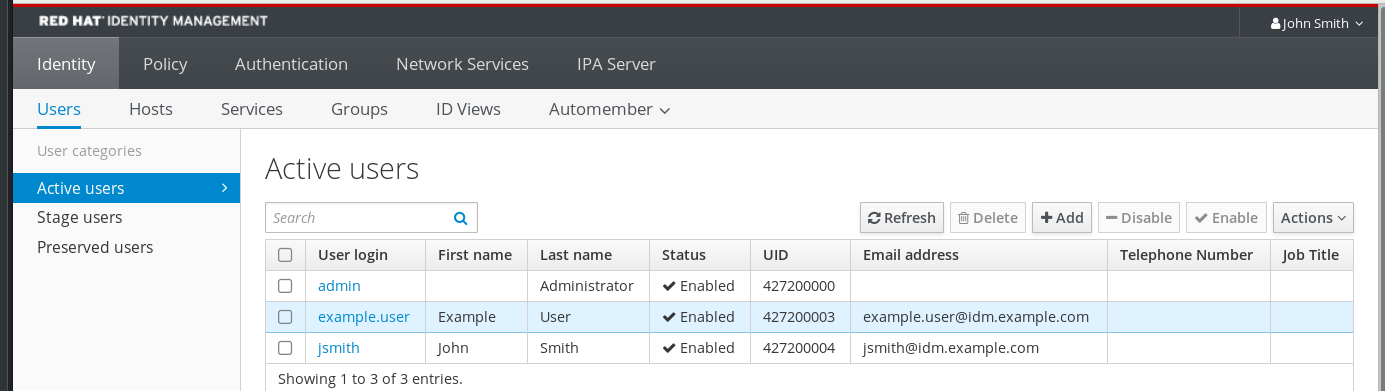 RED HAT® IDENTITY MANAGEMENT
John Smith
Identity Policy Authentication Network Services IPA Server
Users Hosts Services Groups ID Views Automember
User categories
Active users
Stage users
Preserved users
Active users
Search
Refresh Delete Add Disable Enable Actions
User login First name Last name Status UID Email address Telephone Number Job Title
admin Administrator Enabled 427200000
example.user Example User Enabled 427200003 example.user@idm.example.com
jsmith John Smith Enabled 427200004 jsmith@idm.example.com
Showing 1 to 3 of 3 entries.